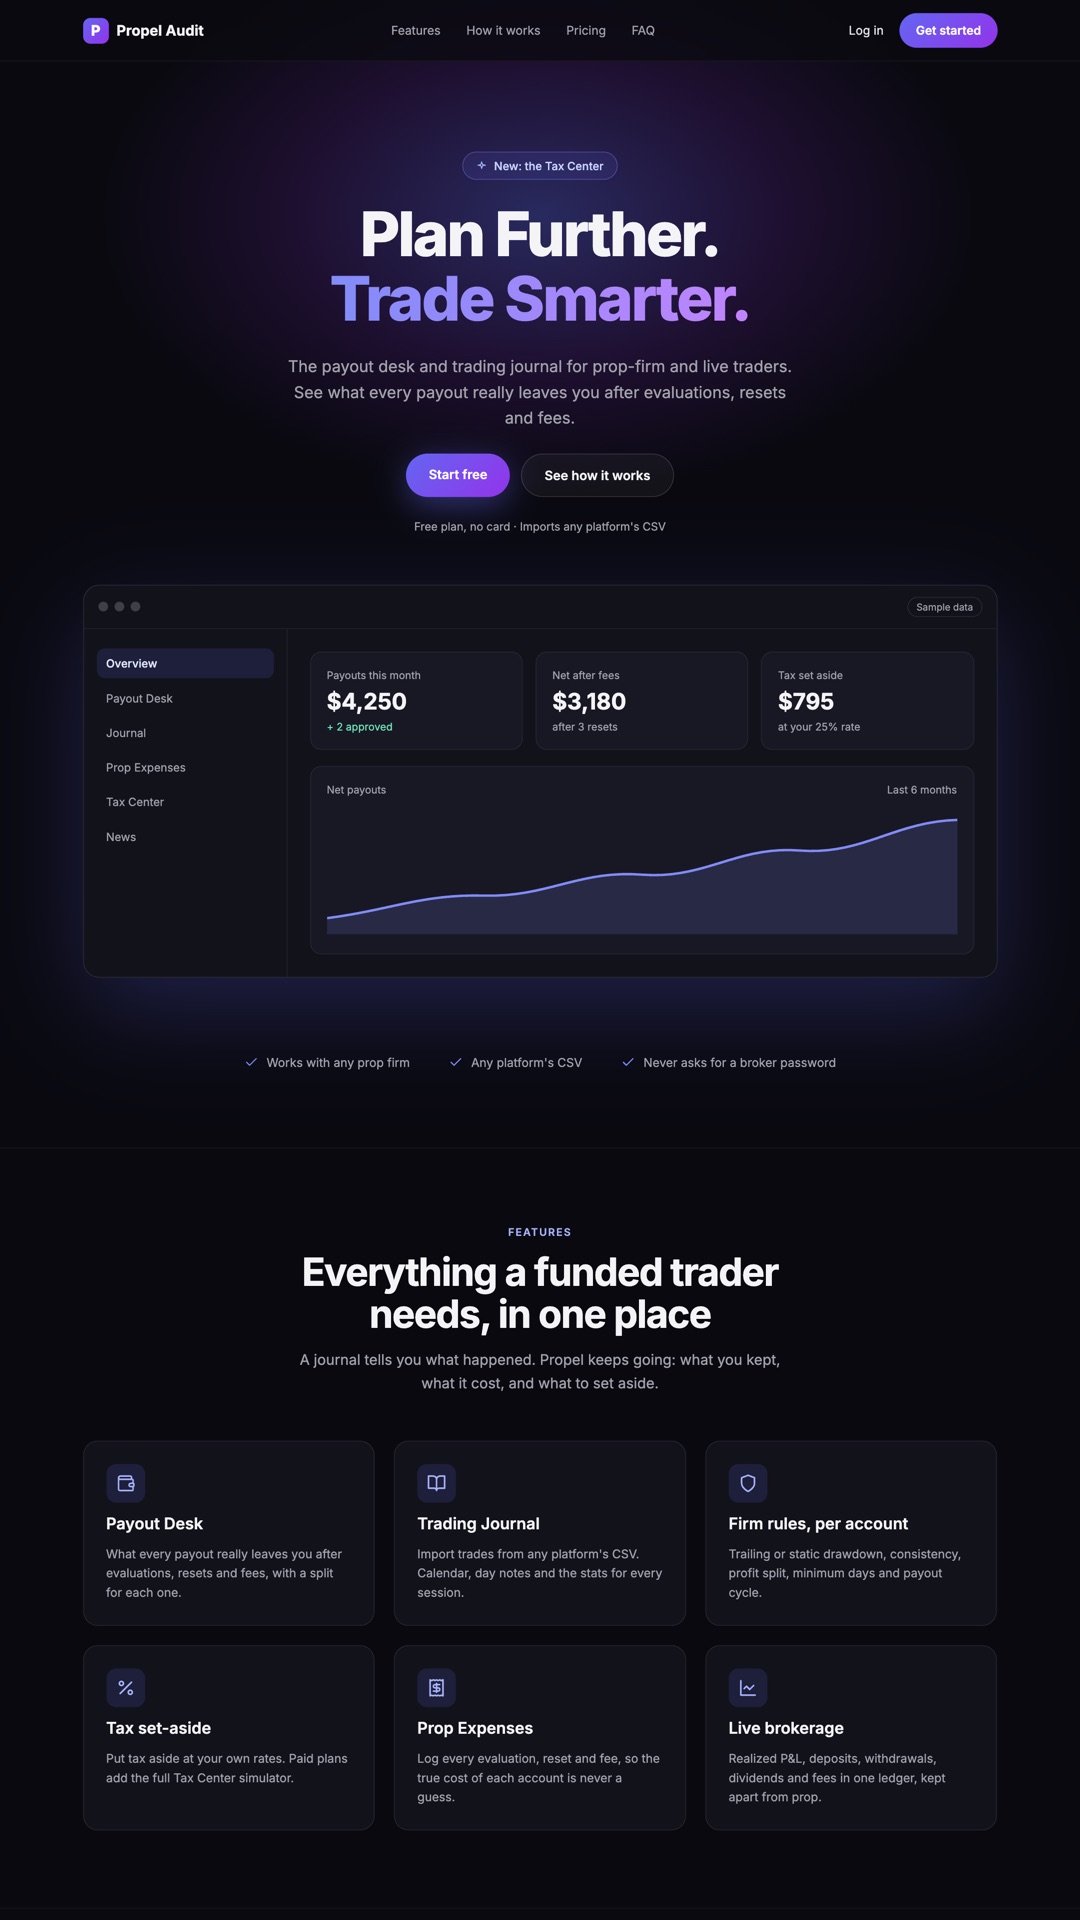 P Propel Audit
Features
How it works
Pricing
FAQ
Log in
Get started
New: the Tax Center
Plan Further.
Trade Smarter.
The payout desk and trading journal for prop-firm and live traders.
See what every payout really leaves you after evaluations, resets
and fees.
Start free
See how it works
Free plan, no card · Imports any platform's CSV
Sample data
Overview
Payout Desk
Journal
Prop Expenses
Tax Center
News
Payouts this month
$4,250
+ 2 approved
Net after fees
$3,180
after 3 resets
Tax set aside
$795
at your 25% rate
Net payouts
Last 6 months
Works with any prop firm
Any platform's CSV
Never asks for a broker password
FEATURES
Everything a funded trader
needs, in one place
A journal tells you what happened. Propel keeps going: what you kept,
what it cost, and what to set aside.
Payout Desk
What every payout really leaves you after
evaluations, resets and fees, with a split
for each one.
Trading Journal
Import trades from any platform's CSV.
Calendar, day notes and the stats for every
session.
Firm rules, per account
Trailing or static drawdown, consistency,
profit split, minimum days and payout
cycle.
Tax set-aside
Put tax aside at your own rates. Paid plans
add the full Tax Center simulator.
Prop Expenses
Log every evaluation, reset and fee, so the
true cost of each account is never a
guess.
Live brokerage
Realized P&L, deposits, withdrawals,
dividends and fees in one ledger, kept
apart from prop.